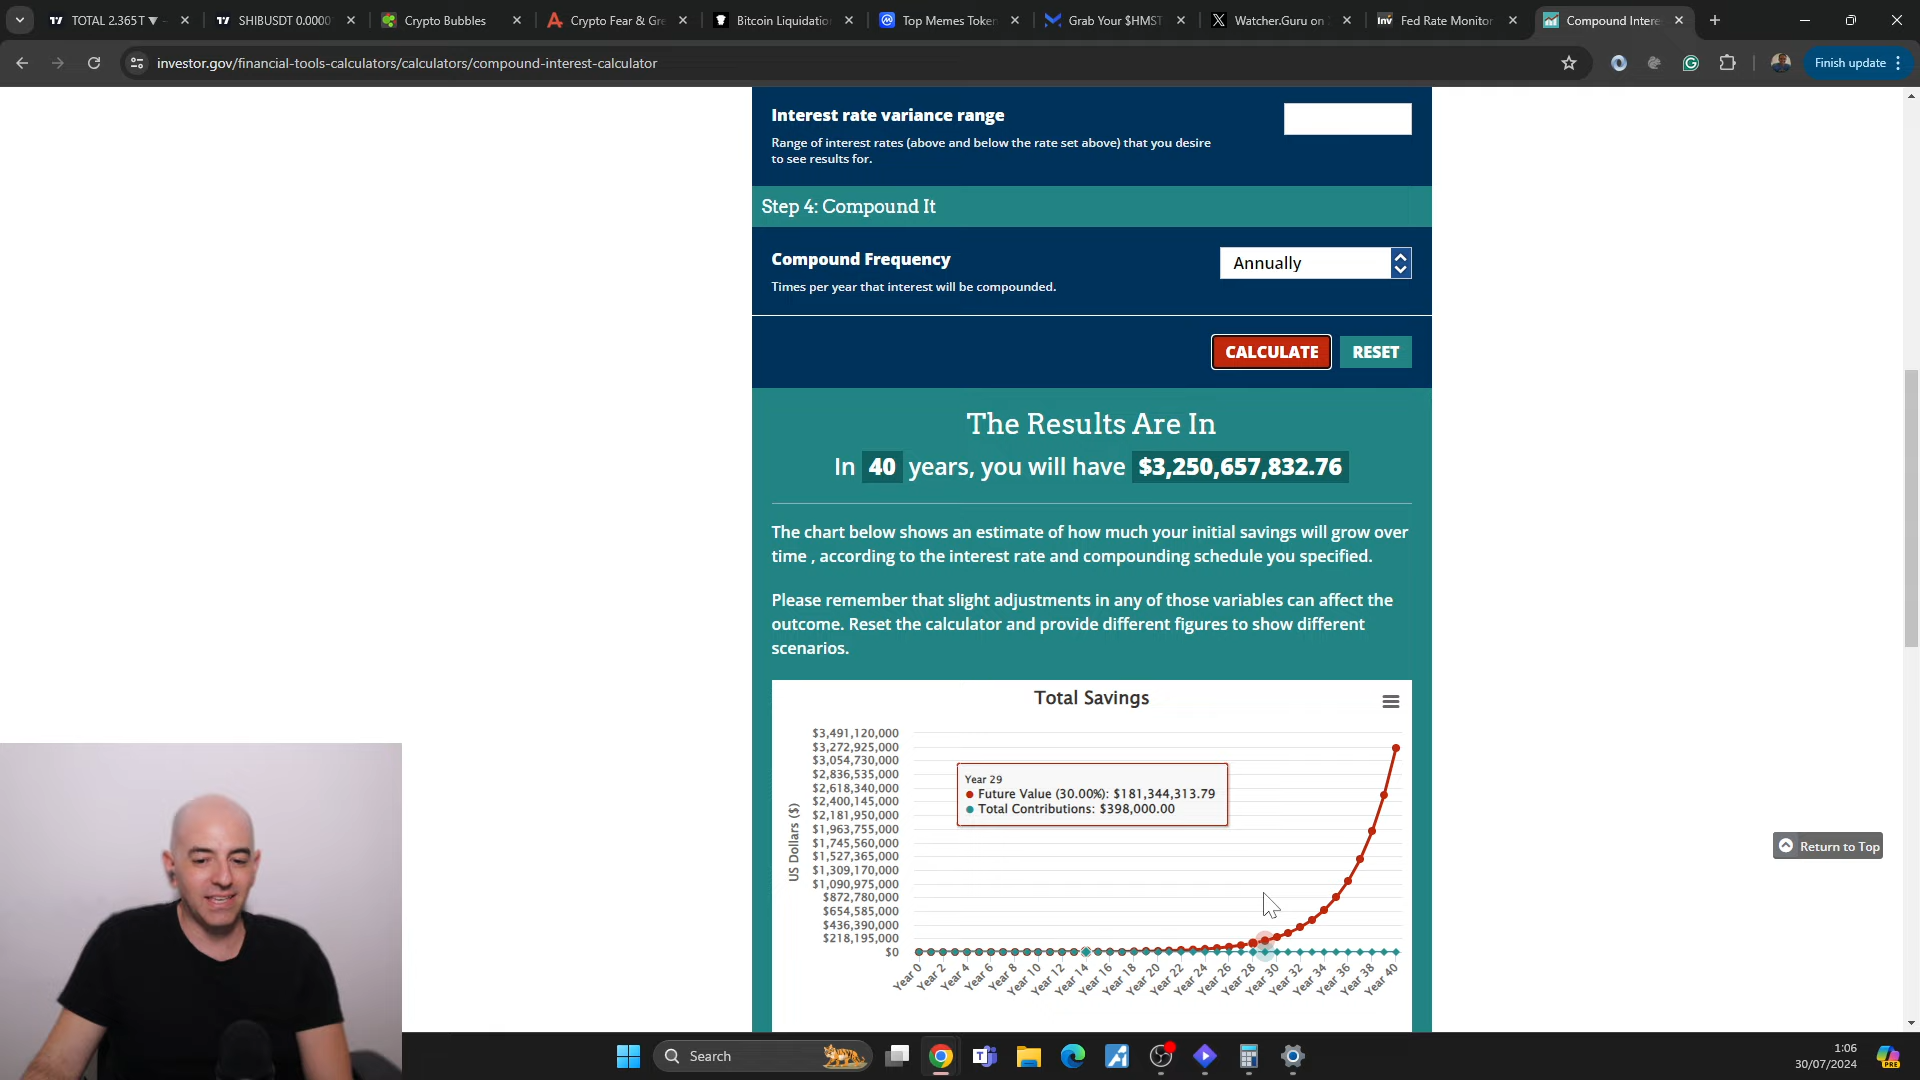 TOTAL 2.365 T ▼
SHIBUSDT 0.0000
Crypto Bubbles
Crypto Fear & Gre
Bitcoin Liquidatio
Top Memes Token
Grab Your $HMST
Watcher.Guru on
Inv
Fed Rate Monitor
Compound Intere
investor.gov/financial-tools-calculators/calculators/compound-interest-calculator
Finish update
Interest rate variance range
Range of interest rates (above and below the rate set above) that you desire
to see results for.
Step 4: Compound It
Compound Frequency
Annually
Times per year that interest will be compounded.
CALCULATE
RESET
The Results Are In
In 40 years, you will have $3,250,657,832.76
The chart below shows an estimate of how much your initial savings will grow over
time , according to the interest rate and compounding schedule you specified.
Please remember that slight adjustments in any of those variables can affect the
outcome. Reset the calculator and provide different figures to show different
scenarios.
Total Savings
US Dollars ($)
$3,491,120,000
$3,272,925,000
$3,054,730,000
$2,836,535,000
$2,618,340,000
$2,400,145,000
$2,181,950,000
$1,963,755,000
$1,745,560,000
$1,527,365,000
$1,309,170,000
$1,090,975,000
$872,780,000
$654,585,000
$436,390,000
$218,195,000
$0
Year 29
Future Value (30.00%): $181,344,313.79
Total Contributions: $398,000.00
Year 0
Year 2
Year 4
Year 6
Year 8
Year 10
Year 12
Year 14
Year 16
Year 18
Year 20
Year 22
Year 24
Year 26
Year 28
Year 30
Year 32
Year 34
Year 36
Year 38
Year 40
Return to Top
Search
1:06
30/07/2024
PRE